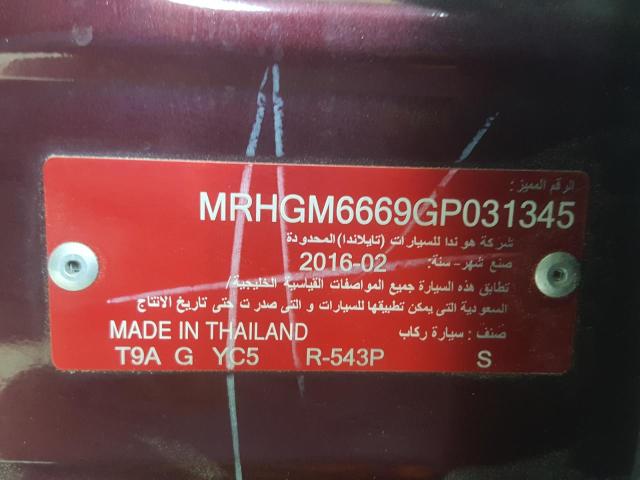 الرقم المميز :
MRHGM6669GP031345
شركة هوندا للسيارات (تايلاندا) المحدودة
صنع شهر - سنة: 2016-02
تطابق هذه السيارة جميع المواصفات القياسية الخليجية/
السعودية التى يمكن تطبيقها للسيارات و التى صدرت حتى تاريخ الانتاج
MADE IN THAILAND صنف : سيارة ركاب
T9A G YC5 R-543P S